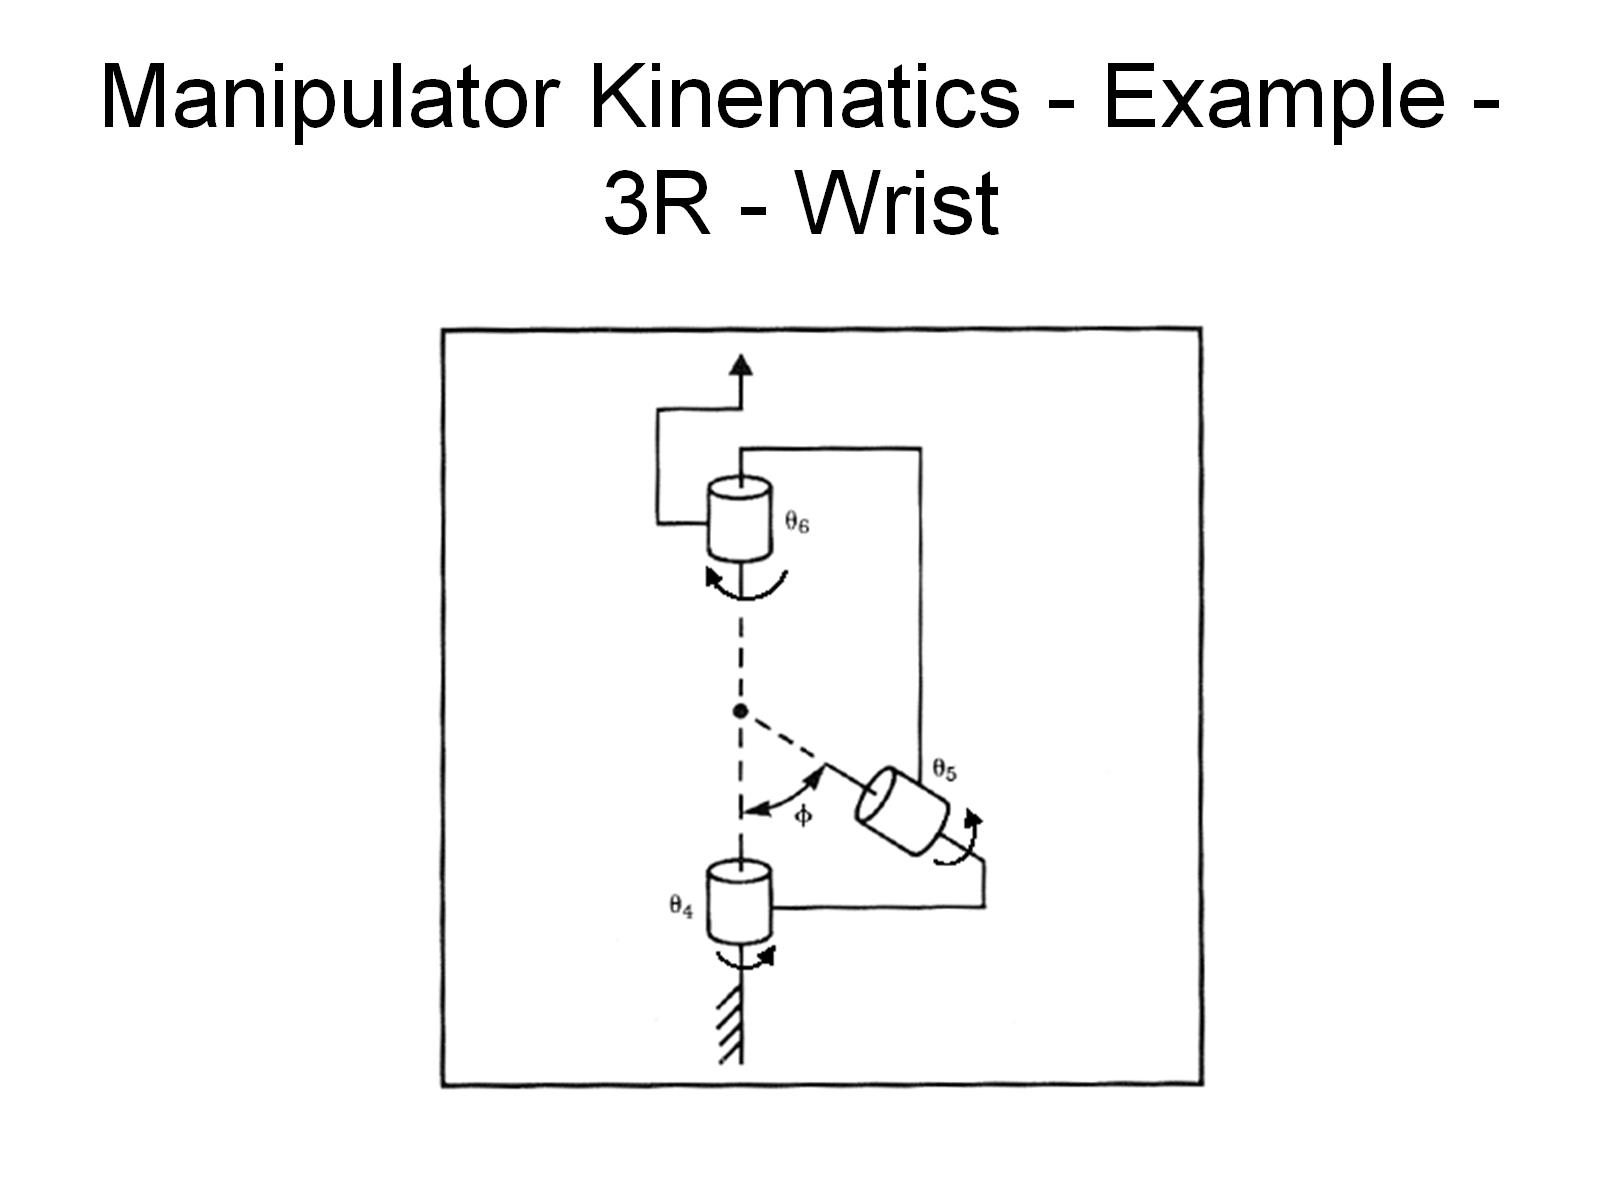 Manipulator Kinematics - Example -
3R - Wrist
θ6
θ5
ϕ
θ4